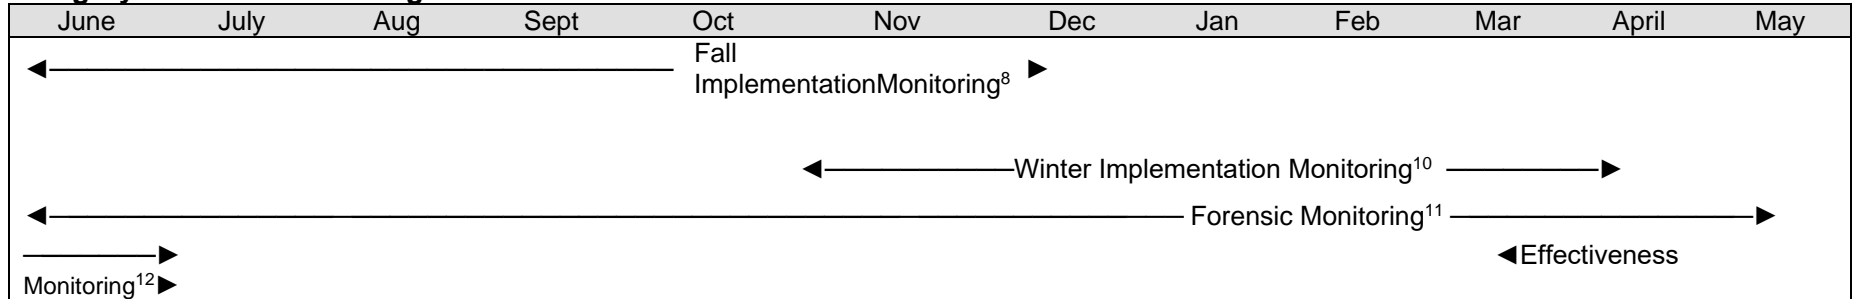 June July Aug Sept Oct Nov Dec Jan Feb Mar April May
Fall
ImplementationMonitoring8
Winter Implementation Monitoring10
Forensic Monitoring11
Effectiveness
Monitoring12